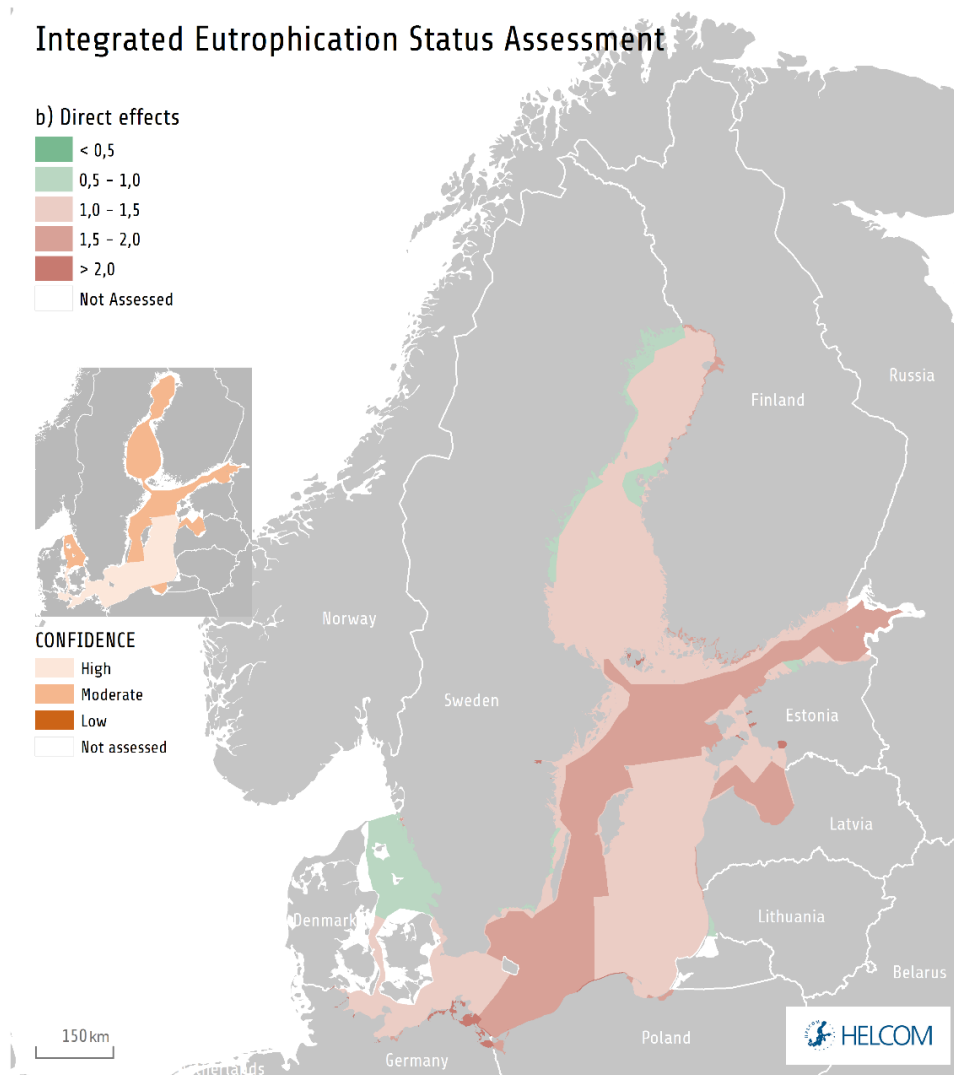 Integrated Eutrophication Status Assessment
b) Direct effects
< 0,5
0,5 - 1,0
1,0 - 1,5
1,5 - 2,0
> 2,0
Not Assessed
Russia
Finland
CONFIDENCE
High
Moderate
Low
Not assessed
Norway
Sweden
Estonia
Latvia
Denmark
Lithuania
Belarus
150 km
Poland
Germany
HELCOM